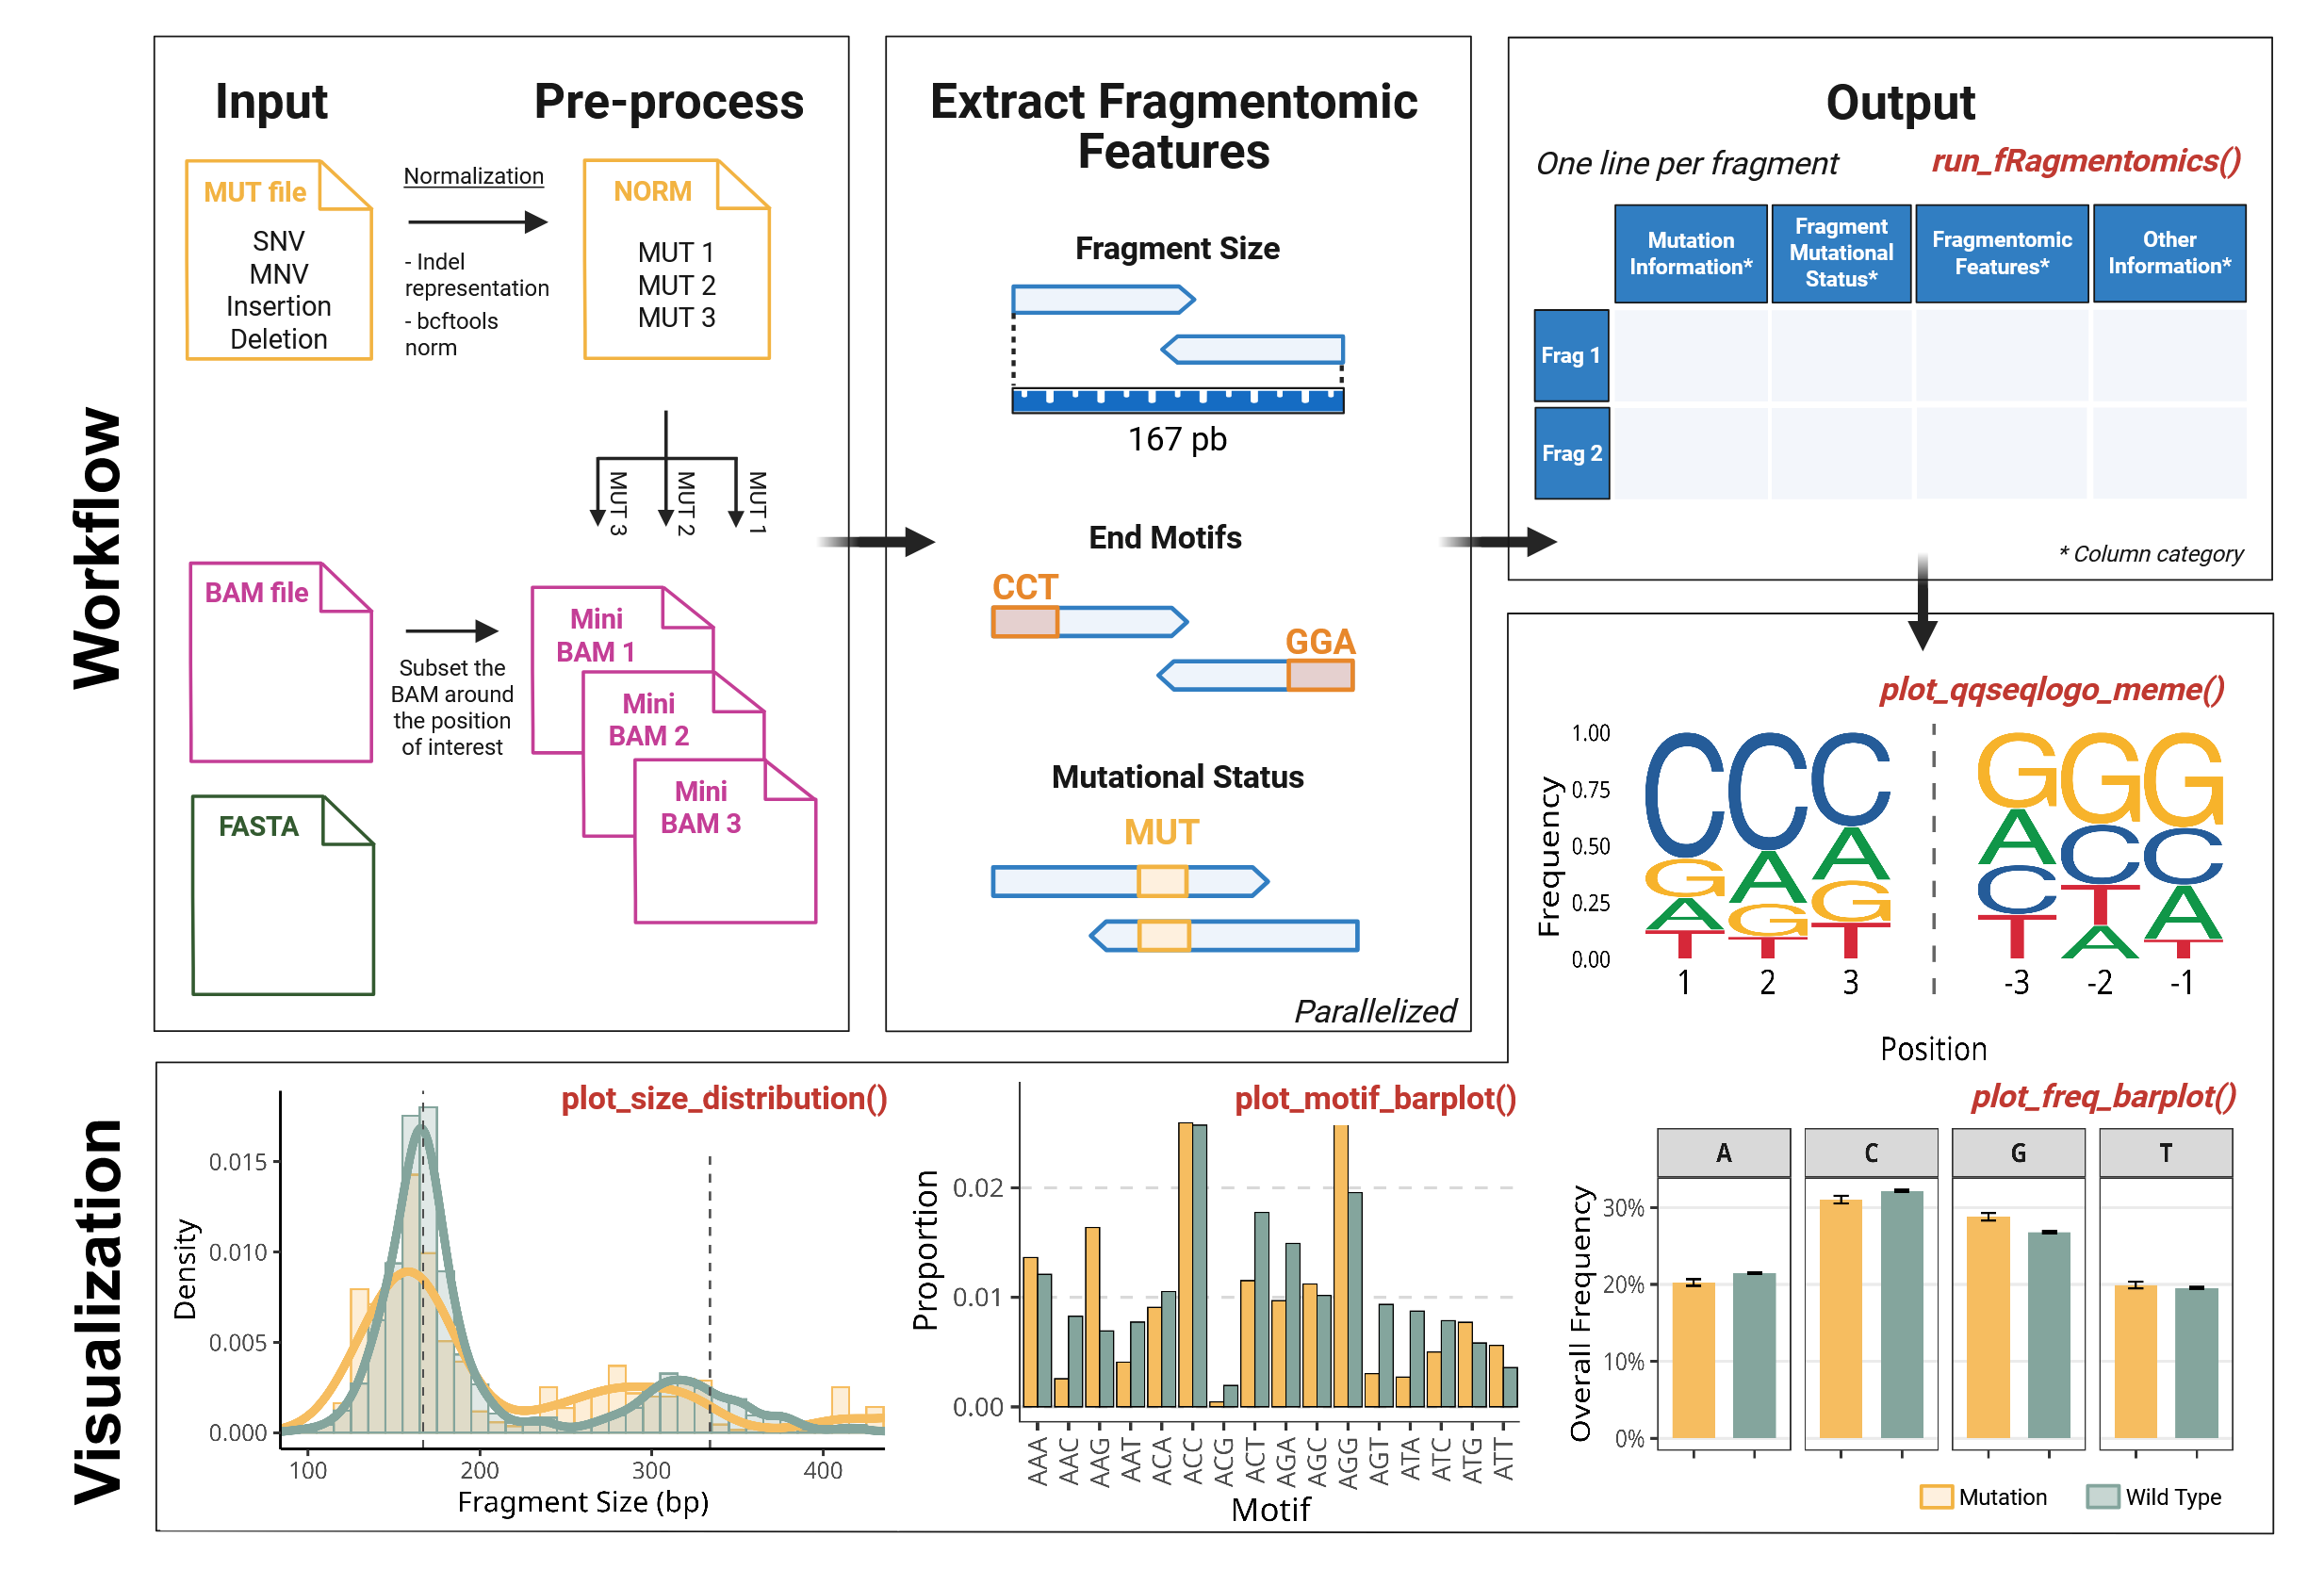 Workflow
Input
Pre-process
MUT file
SNV
MNV
Insertion
Deletion
Normalization
- Indel
representation
- bcftools
norm
NORM
MUT 1
MUT 2
MUT 3
MUT 3
MUT 2
MUT 1
BAM file
Subset the
BAM around
the position
of interest
Mini
BAM 1
Mini
BAM 2
Mini
BAM 3
FASTA
Extract Fragmentomic
Features
Fragment Size
167 pb
End Motifs
CCT
GGA
Mutational Status
MUT
Parallelized
Output
One line per fragment
run_fRagmentomics()
Mutation
Information*
Fragment
Mutational
Status*
Fragmentomic
Features*
Other
Information*
Frag 1
Frag 2
* Column category
Visualization
plot_qqseqlogo_meme()
Frequency
1.00
0.75
0.50
0.25
0.00
C C C G G G
G A A A C C
A G G C T A
T T T T A T
1 2 3 -3 -2 -1
Position
plot_size_distribution()
Density
0.015
0.010
0.005
0.000
100 200 300 400
Fragment Size (bp)
plot_motif_barplot()
Proportion
0.02
0.01
0.00
AAA AAC AAG AAT ACA ACC ACG ACT AGA AGC AGG AGT ATA ATC ATG ATT
Motif
plot_freq_barplot()
A C G T
Overall Frequency
30%
20%
10%
0%
Mutation
Wild Type